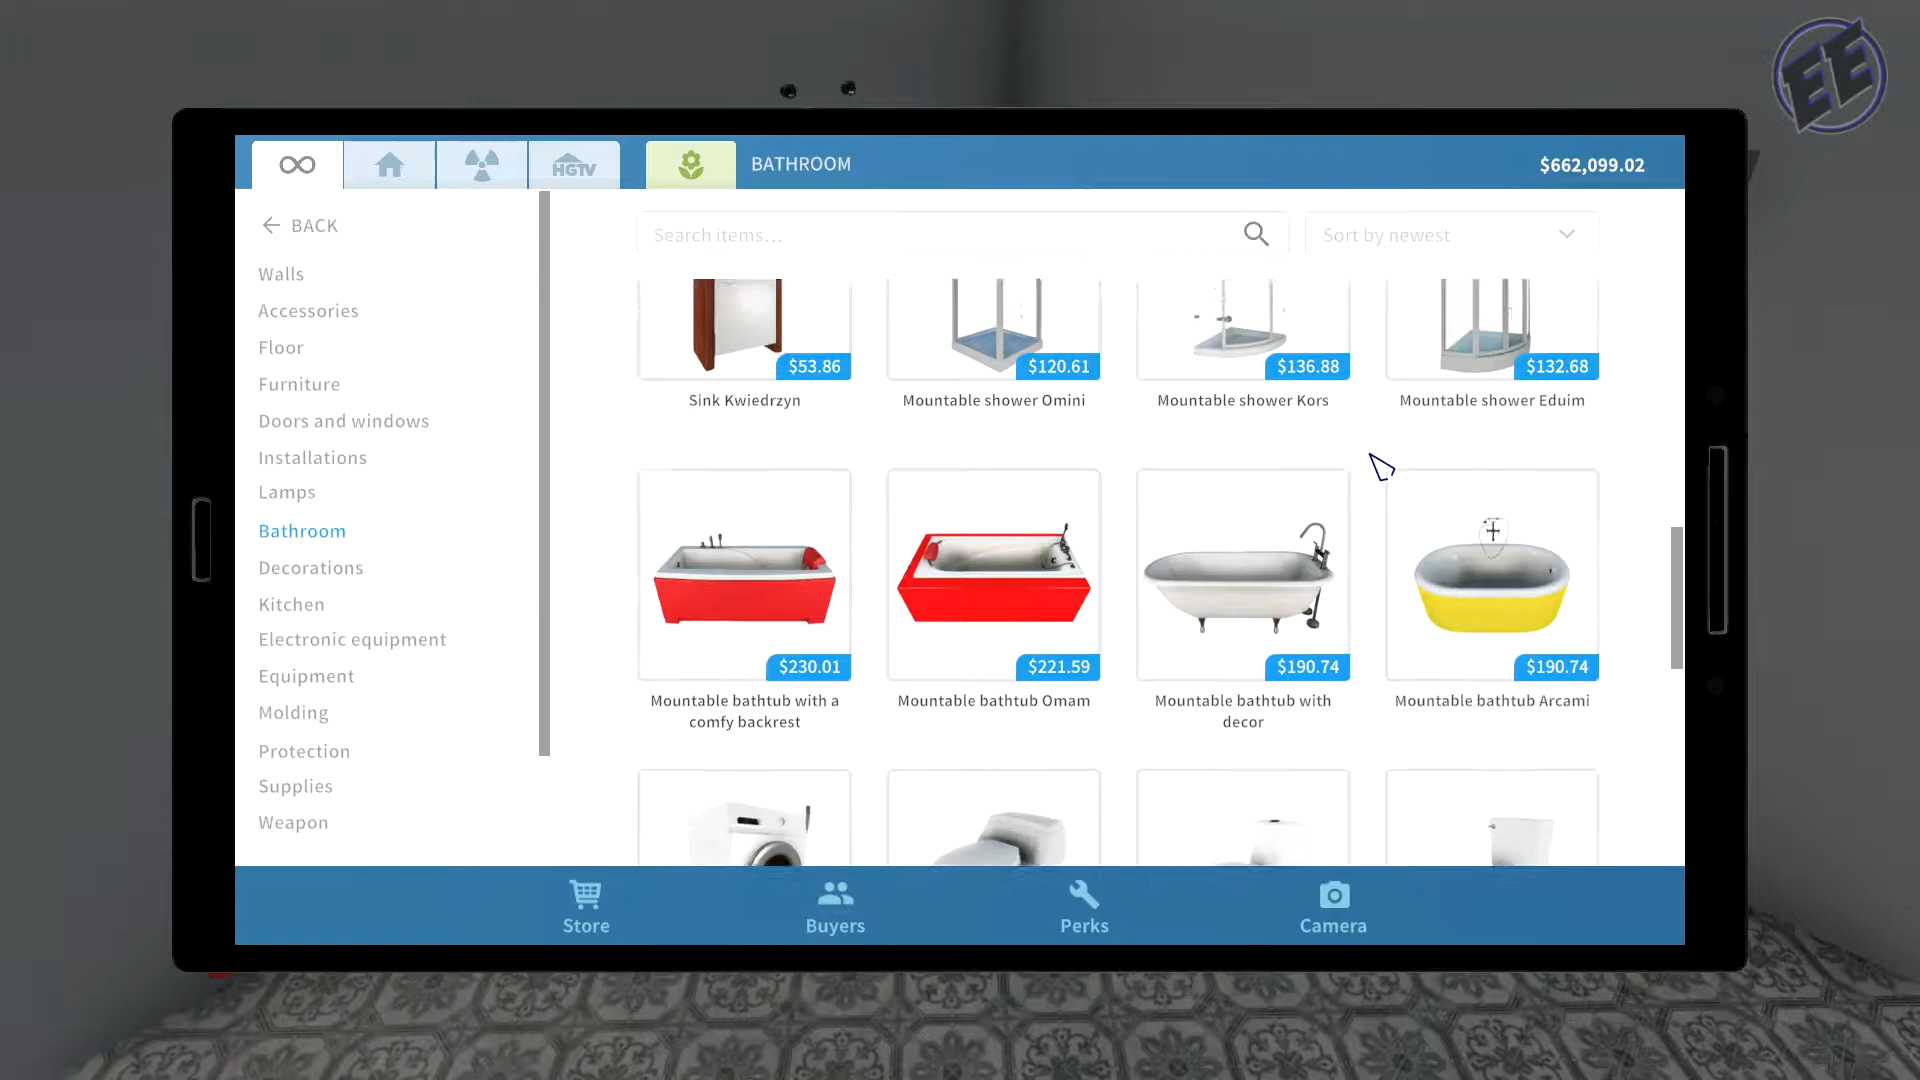 EE
HGTV
BATHROOM
$662,099.02
BACK
Search items...
Sort by newest
Walls
Accessories
Floor
Furniture
Doors and windows
Installations
Lamps
Bathroom
Decorations
Kitchen
Electronic equipment
Equipment
Molding
Protection
Supplies
Weapon
$53.86
$120.61
$136.88
$132.68
Sink Kwiedrzyn
Mountable shower Omini
Mountable shower Kors
Mountable shower Eduim
$230.01
$221.59
$190.74
$190.74
Mountable bathtub with a
comfy backrest
Mountable bathtub Omam
Mountable bathtub with
decor
Mountable bathtub Arcami
Store
Buyers
Perks
Camera